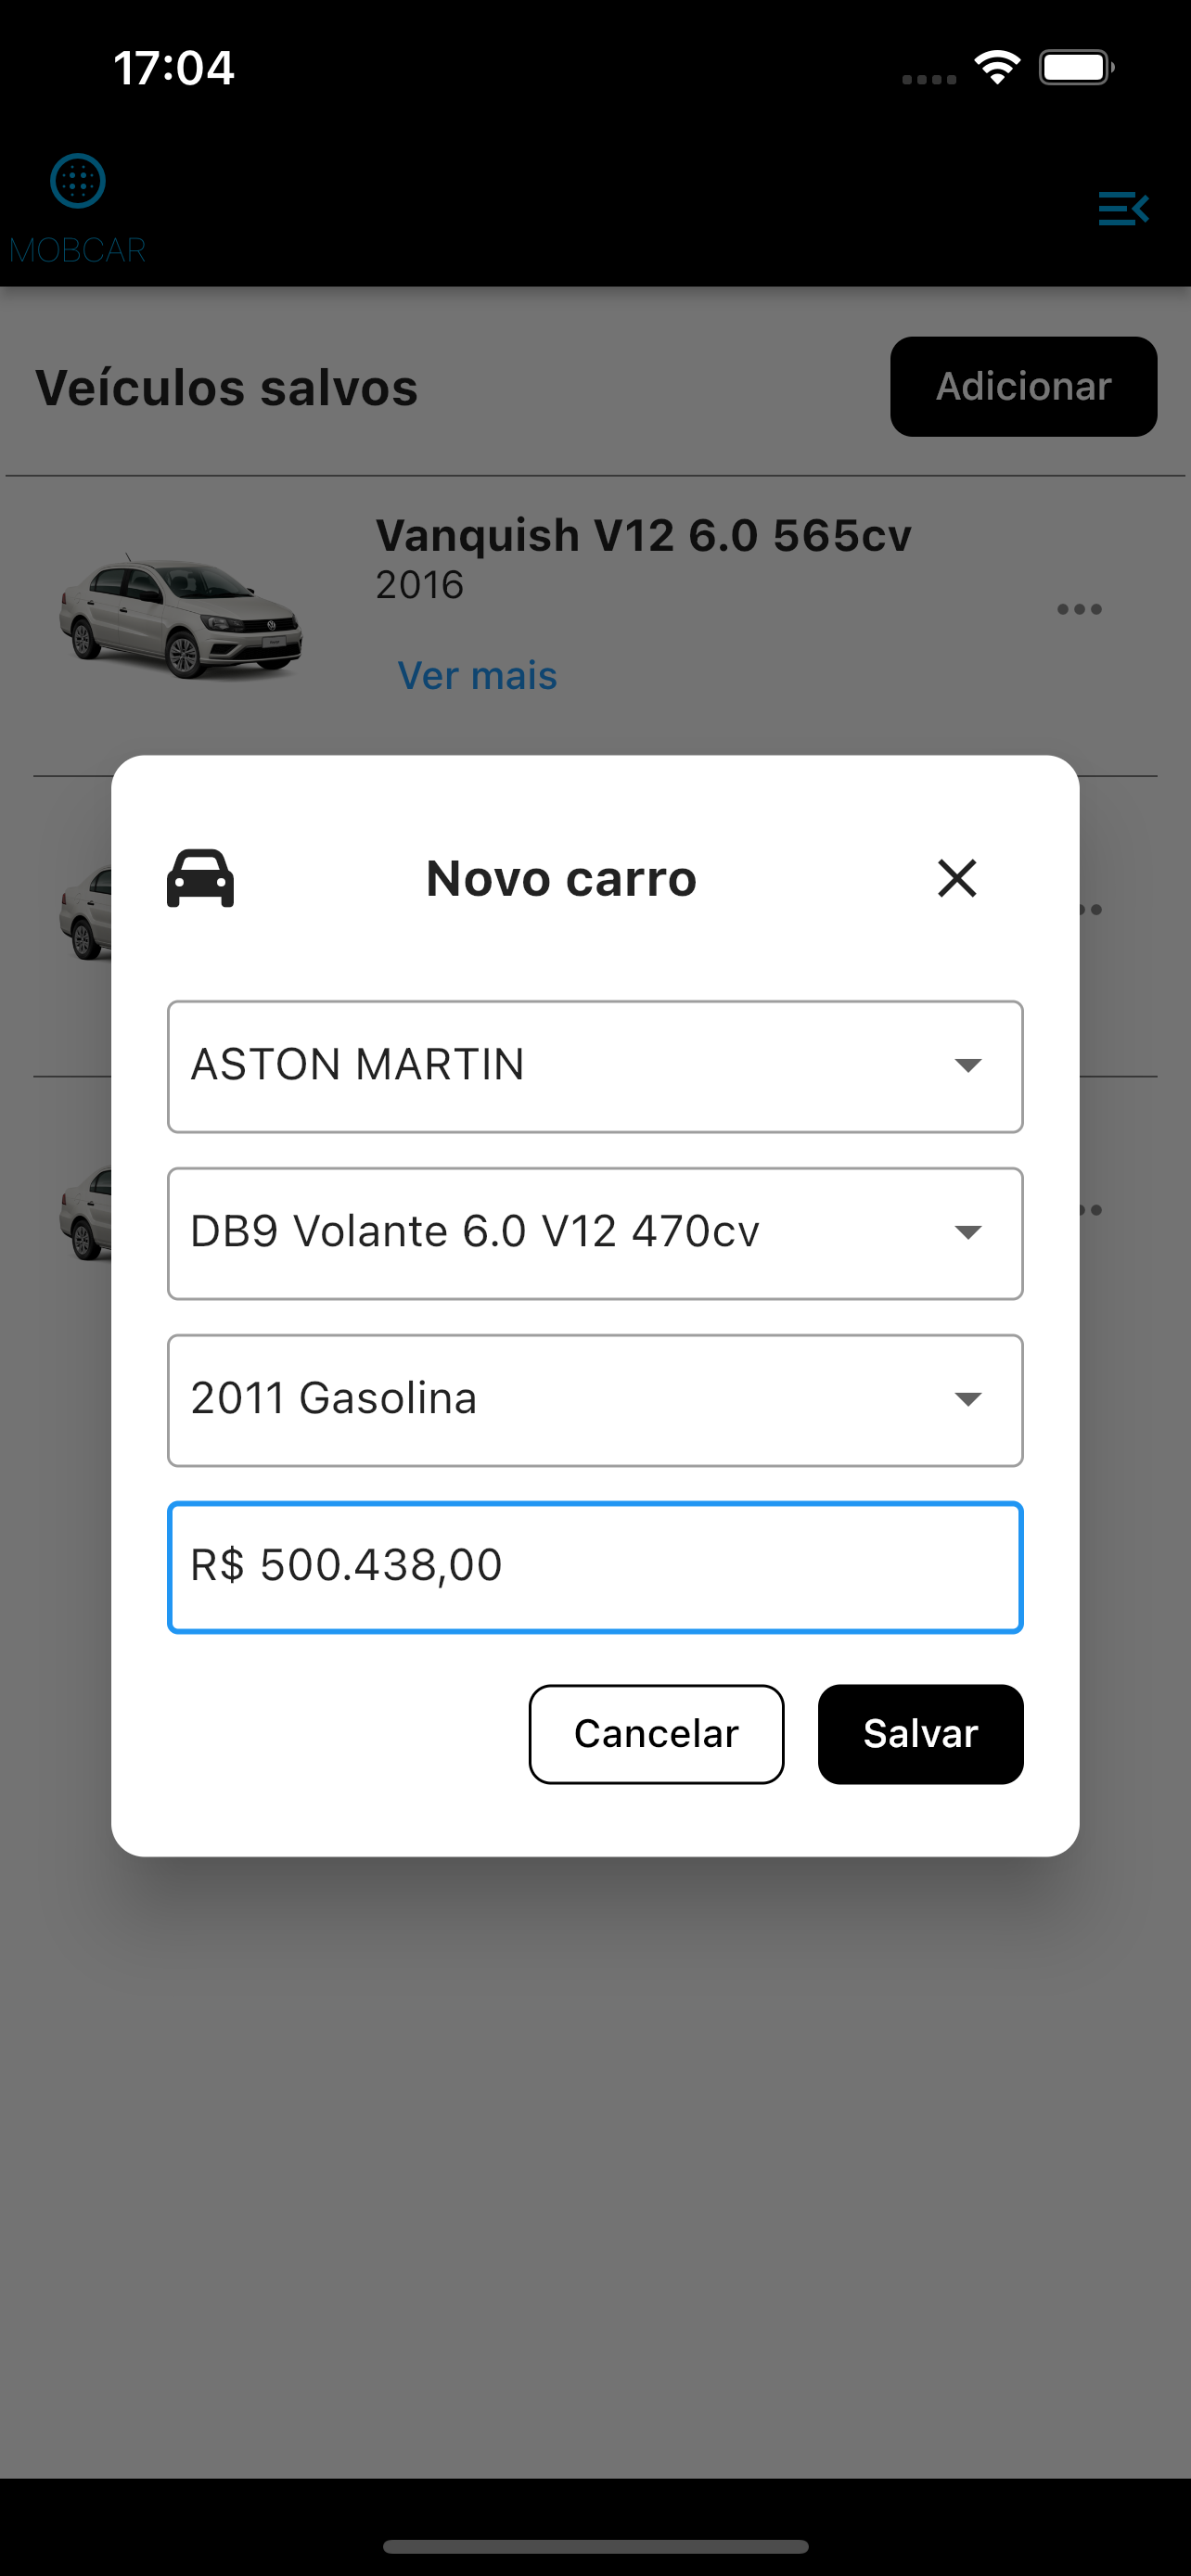 17:04
MOBCAR
Veículos salvos
Adicionar
Vanquish V12 6.0 565cv
2016
Ver mais
Novo carro
ASTON MARTIN
DB9 Volante 6.0 V12 470cv
2011 Gasolina
R$ 500.438,00
Cancelar
Salvar